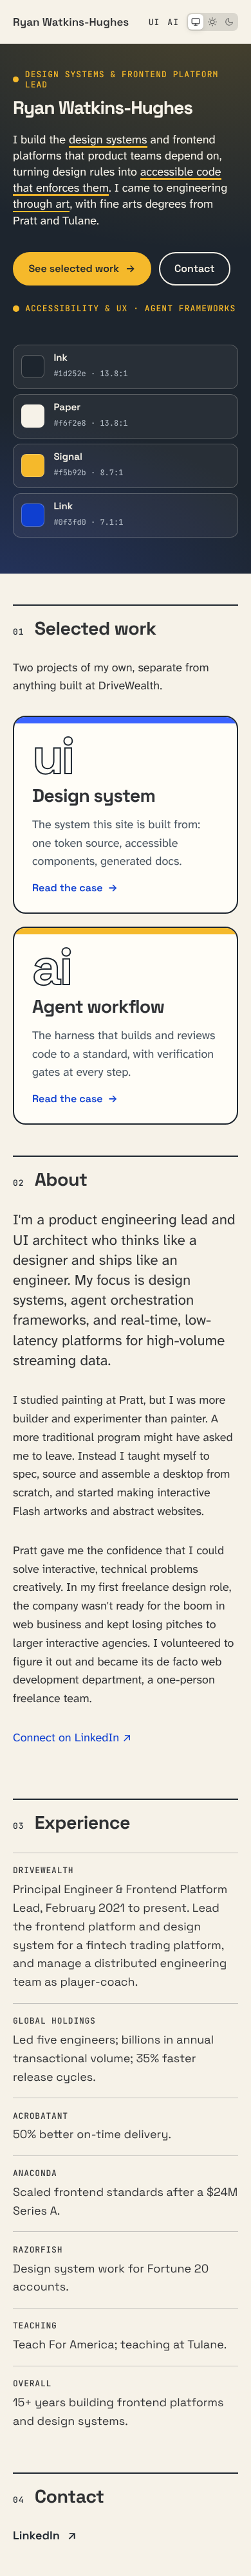 Ryan Watkins-Hughes
UI AI
DESIGN SYSTEMS & FRONTEND PLATFORM
LEAD
Ryan Watkins-Hughes
I build the design systems and frontend
platforms that product teams depend on,
turning design rules into accessible code
that enforces them. I came to engineering
through art, with fine arts degrees from
Pratt and Tulane.
See selected work →
Contact
ACCESSIBILITY & UX · AGENT FRAMEWORKS
Ink
#1d252e · 13.8:1
Paper
#f6f2e8 · 13.8:1
Signal
#f5b92b · 8.7:1
Link
#0f3fd0 · 7.1:1
01 Selected work
Two projects of my own, separate from
anything built at DriveWealth.
ui
Design system
The system this site is built from:
one token source, accessible
components, generated docs.
Read the case →
ai
Agent workflow
The harness that builds and reviews
code to a standard, with verification
gates at every step.
Read the case →
02 About
I'm a product engineering lead and
UI architect who thinks like a
designer and ships like an
engineer. My focus is design
systems, agent orchestration
frameworks, and real-time, low-
latency platforms for high-volume
streaming data.
I studied painting at Pratt, but I was more
builder and experimenter than painter. A
more traditional program might have asked
me to leave. Instead I taught myself to
spec, source and assemble a desktop from
scratch, and started making interactive
Flash artworks and abstract websites.
Pratt gave me the confidence that I could
solve interactive, technical problems
creatively. In my first freelance design role,
the company wasn't ready for the boom in
web business and kept losing pitches to
larger interactive agencies. I volunteered to
figure it out and became its de facto web
development department, a one-person
freelance team.
Connect on LinkedIn ↗
03 Experience
DRIVEWEALTH
Principal Engineer & Frontend Platform
Lead, February 2021 to present. Lead
the frontend platform and design
system for a fintech trading platform,
and manage a distributed engineering
team as player-coach.
GLOBAL HOLDINGS
Led five engineers; billions in annual
transactional volume; 35% faster
release cycles.
ACROBATANT
50% better on-time delivery.
ANACONDA
Scaled frontend standards after a $24M
Series A.
RAZORFISH
Design system work for Fortune 20
accounts.
TEACHING
Teach For America; teaching at Tulane.
OVERALL
15+ years building frontend platforms
and design systems.
04 Contact
LinkedIn ↗